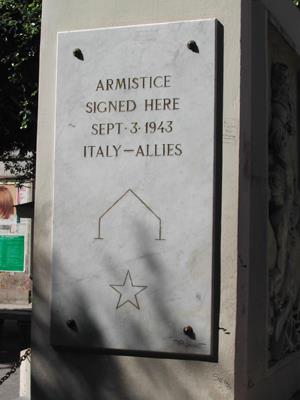 ARMISTICE
SIGNED HERE
SEPT·3·1943
ITALY—ALLIES